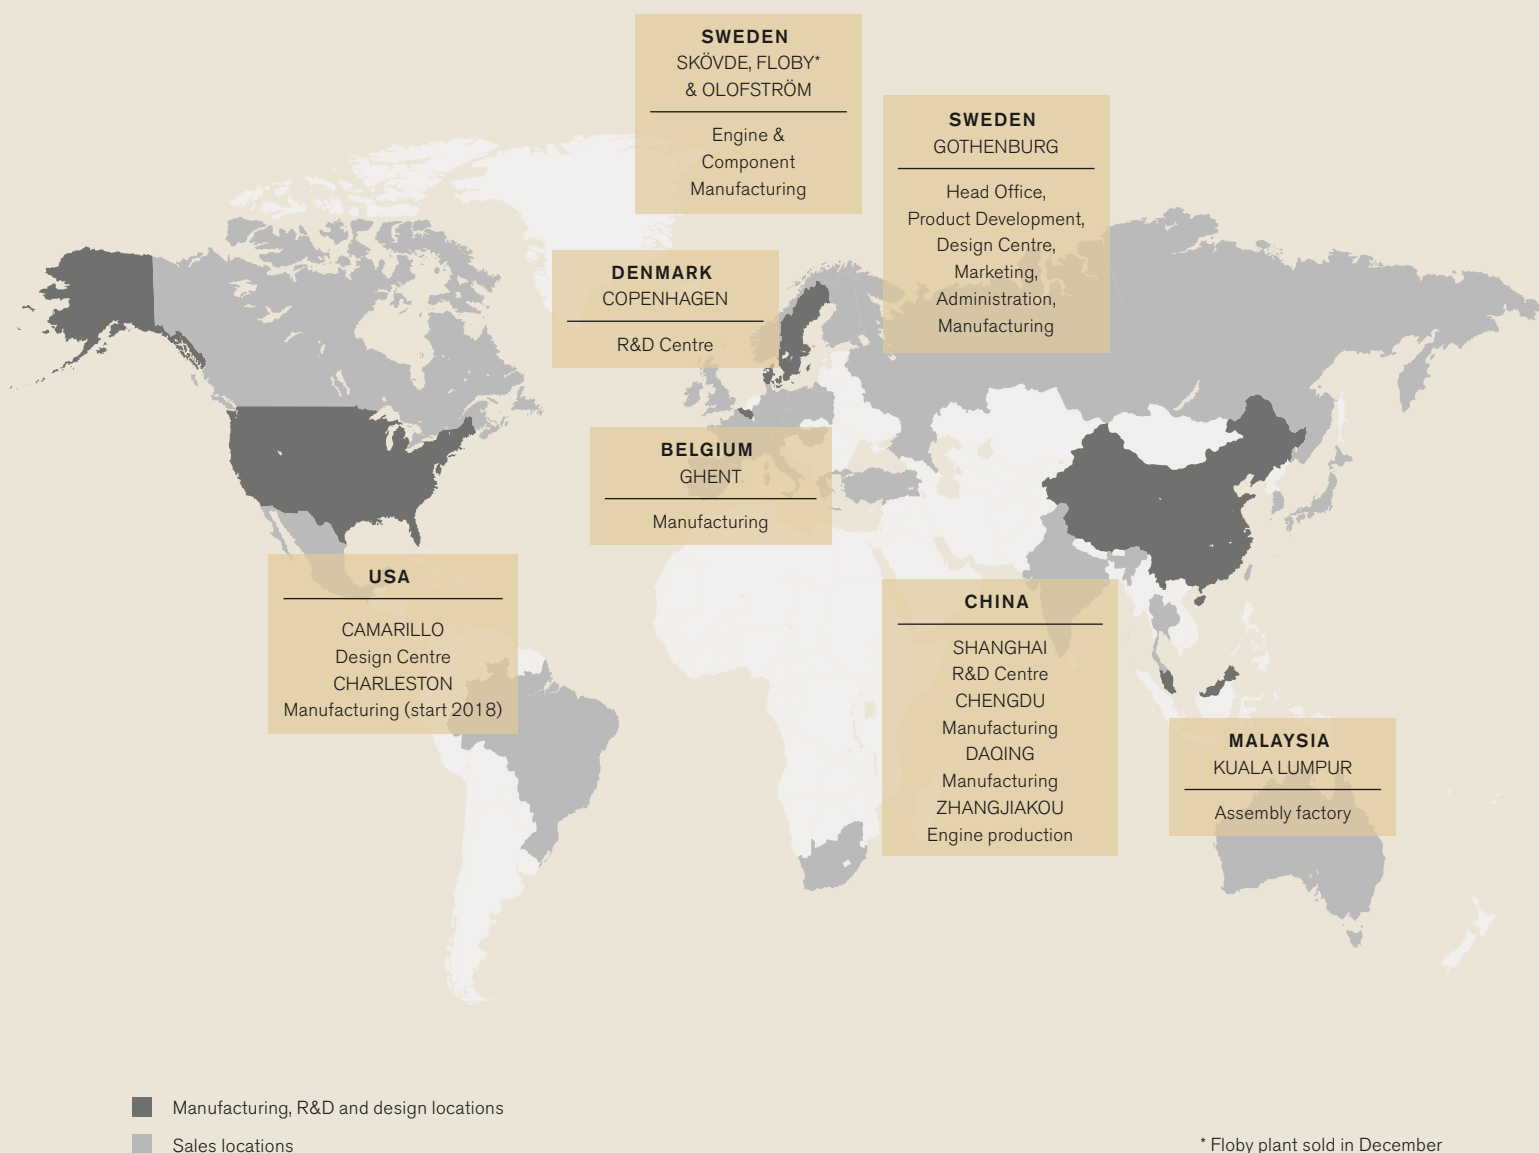 SWEDEN
SKÖVDE, FLOBY*
& OLOFSTRÖM
Engine &
Component
Manufacturing
SWEDEN
GOTHENBURG
Head Office,
Product Development,
Design Centre,
Marketing,
Administration,
Manufacturing
DENMARK
COPENHAGEN
R&D Centre
BELGIUM
GHENT
Manufacturing
USA
CAMARILLO
Design Centre
CHARLESTON
Manufacturing (start 2018)
CHINA
SHANGHAI
R&D Centre
CHENGDU
Manufacturing
DAQING
Manufacturing
ZHANGJIAKOU
Engine production
MALAYSIA
KUALA LUMPUR
Assembly factory
Manufacturing, R&D and design locations
Sales locations
* Floby plant sold in December